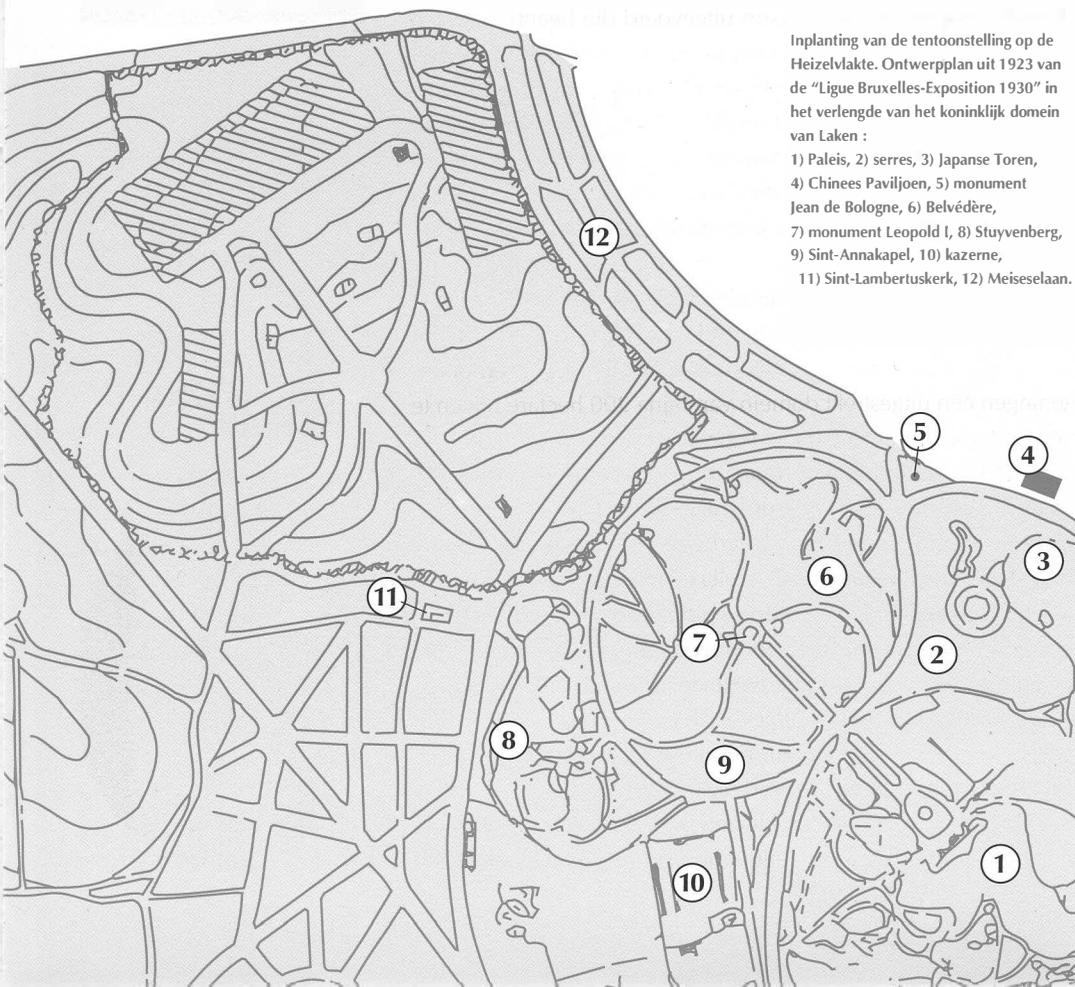 Inplanting van de tentoonstelling op de
Heizelvlakte. Ontwerpplan uit 1923 van
de “Ligue Bruxelles-Exposition 1930” in
het verlengde van het koninklijk domein
van Laken :
1) Paleis, 2) serres, 3) Japanse Toren,
4) Chinees Paviljoen, 5) monument
Jean de Bologne, 6) Belvédère,
7) monument Leopold I, 8) Stuyvenberg,
9) Sint-Annakapel, 10) kazerne,
11) Sint-Lambertuskerk, 12) Meiseselaan.
12
5
4
3
6
11
7
2
8
9
1
10